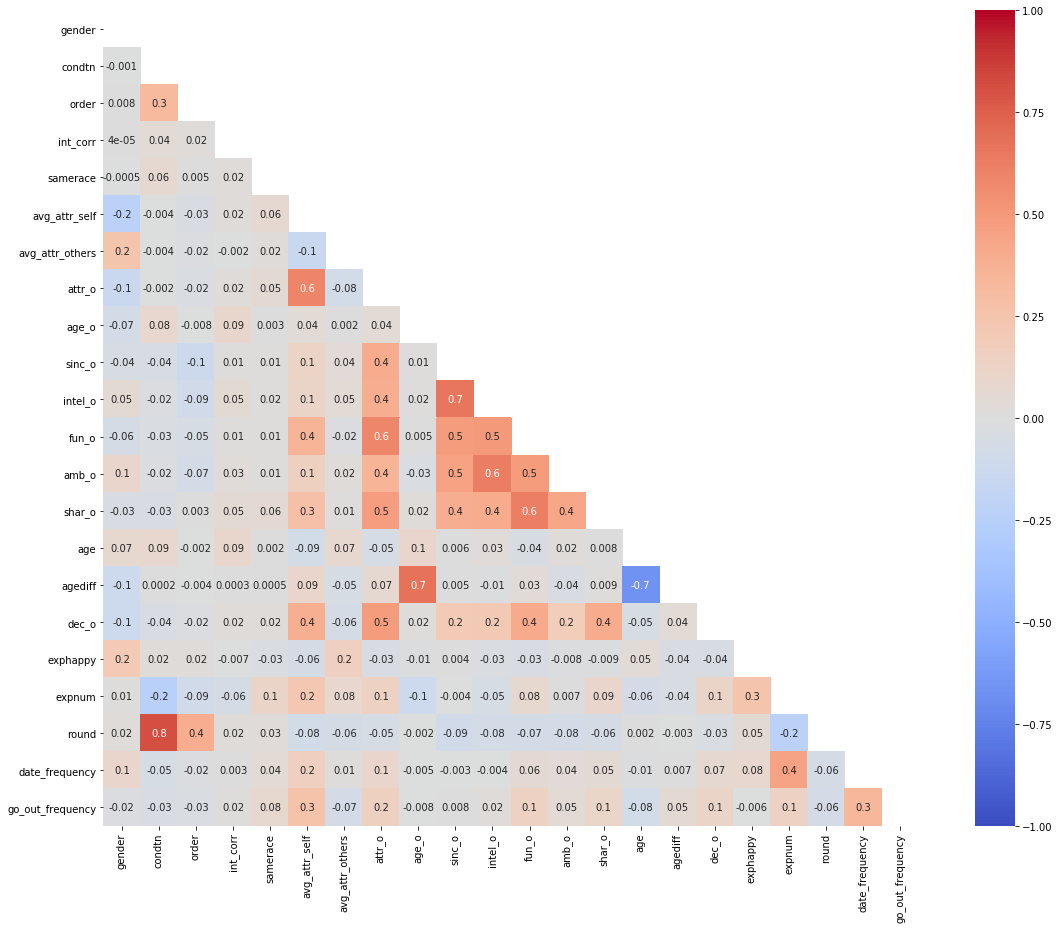 gender
condtn -0.001
order 0.008 0.3
int_corr 4e-05 0.04 0.02
samerace -0.0005 0.06 0.005 0.02
avg_attr_self -0.2 -0.004 -0.03 0.02 0.06
avg_attr_others 0.2 -0.004 -0.02 -0.002 0.02 -0.1
attr_o -0.1 -0.002 -0.02 0.02 0.05 0.6 -0.08
age_o -0.07 0.08 -0.008 0.09 0.003 0.04 0.002 0.04
sinc_o -0.04 -0.04 -0.1 0.01 0.01 0.1 0.04 0.4 0.01
intel_o 0.05 -0.02 -0.09 0.05 0.02 0.1 0.05 0.4 0.02 0.7
fun_o -0.06 -0.03 -0.05 0.01 0.01 0.4 -0.02 0.6 0.005 0.5 0.5
amb_o 0.1 -0.02 -0.07 0.03 0.01 0.1 0.02 0.4 -0.03 0.5 0.6 0.5
shar_o -0.03 -0.03 0.003 0.05 0.06 0.3 0.01 0.5 0.02 0.4 0.4 0.6 0.4
age 0.07 0.09 -0.002 0.09 0.002 -0.09 0.07 -0.05 0.1 0.006 0.03 -0.04 0.02 0.008
agediff -0.1 0.0002 -0.004 0.0003 0.0005 0.09 -0.05 0.07 0.7 0.005 -0.01 0.03 -0.04 0.009 -0.7
dec_o -0.1 -0.04 -0.02 0.02 0.02 0.4 -0.06 0.5 0.02 0.2 0.2 0.4 0.2 0.4 -0.05 0.04
exphappy 0.2 0.02 0.02 -0.007 -0.03 -0.06 0.2 -0.03 -0.01 0.004 -0.03 -0.03 -0.008 -0.009 0.05 -0.04 -0.04
expnum 0.01 -0.2 -0.09 -0.06 0.1 0.2 0.08 0.1 -0.1 -0.004 -0.05 0.08 0.007 0.09 -0.06 -0.04 0.1 0.3
round 0.02 0.8 0.4 0.02 0.03 -0.08 -0.06 -0.05 -0.002 -0.09 -0.08 -0.07 -0.08 -0.06 0.002 -0.003 -0.03 0.05 -0.2
date_frequency 0.1 -0.05 -0.02 0.003 0.04 0.2 0.01 0.1 -0.005 -0.003 -0.004 0.06 0.04 0.05 -0.01 0.007 0.07 0.08 0.4 -0.06
go_out_frequency -0.02 -0.03 -0.03 0.02 0.08 0.3 -0.07 0.2 -0.008 0.008 0.02 0.1 0.05 0.1 -0.08 0.05 0.1 -0.006 0.1 -0.06 0.3
gender
condtn
order
int_corr
samerace
avg_attr_self
avg_attr_others
attr_o
age_o
sinc_o
intel_o
fun_o
amb_o
shar_o
age
agediff
dec_o
exphappy
expnum
round
date_frequency
go_out_frequency
1.00
0.75
0.50
0.25
0.00
−0.25
−0.50
−0.75
−1.00